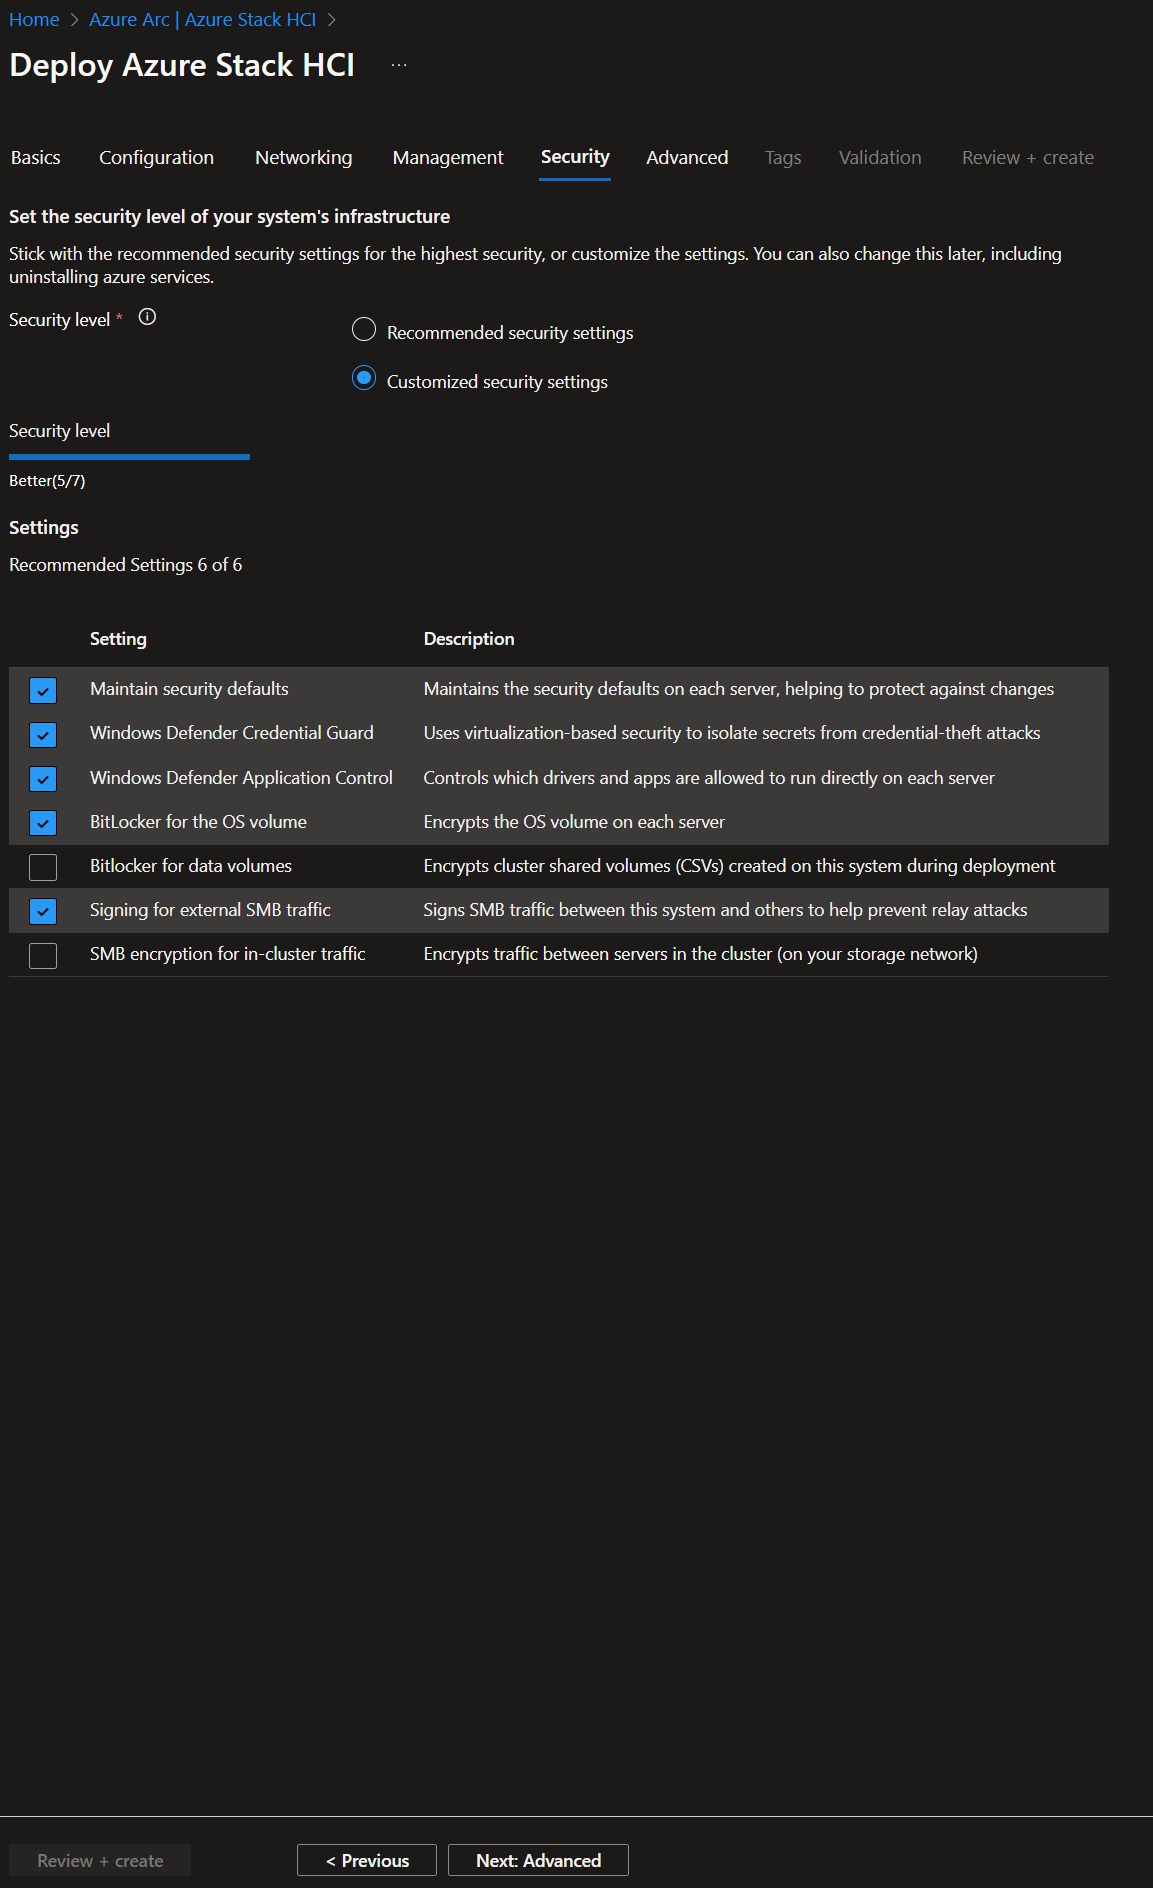 Home > Azure Arc | Azure Stack HCI >
Deploy Azure Stack HCI ...
Basics Configuration Networking Management Security Advanced Tags Validation Review + create
Set the security level of your system's infrastructure
Stick with the recommended security settings for the highest security, or customize the settings. You can also change this later, including
uninstalling azure services.
Security level *
Recommended security settings
Customized security settings
Security level
Better(5/7)
Settings
Recommended Settings 6 of 6
Setting Description
Maintain security defaults Maintains the security defaults on each server, helping to protect against changes
Windows Defender Credential Guard Uses virtualization-based security to isolate secrets from credential-theft attacks
Windows Defender Application Control Controls which drivers and apps are allowed to run directly on each server
BitLocker for the OS volume Encrypts the OS volume on each server
Bitlocker for data volumes Encrypts cluster shared volumes (CSVs) created on this system during deployment
Signing for external SMB traffic Signs SMB traffic between this system and others to help prevent relay attacks
SMB encryption for in-cluster traffic Encrypts traffic between servers in the cluster (on your storage network)
Review + create < Previous Next: Advanced